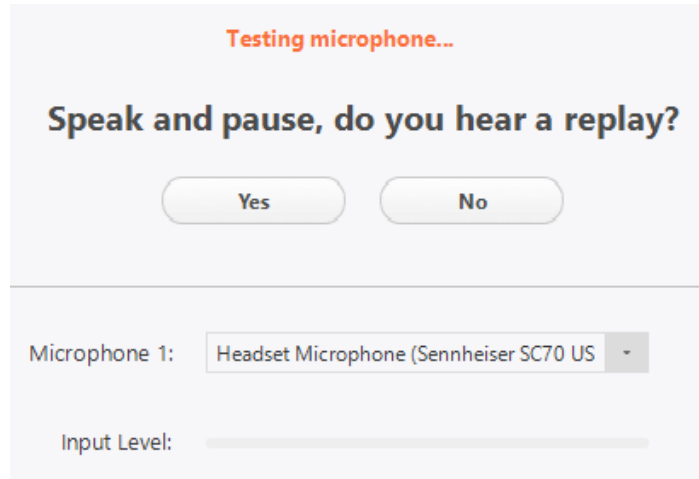 Testing microphone...
Speak and pause, do you hear a replay?
Yes
No
Microphone 1: Headset Microphone (Sennheiser SC70 US
Input Level: